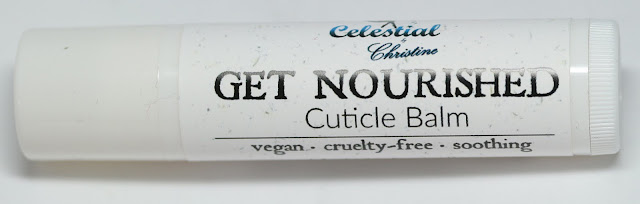 Celestial
Christine
GET NOURISHED
Cuticle Balm
vegan · cruelty-free · soothing